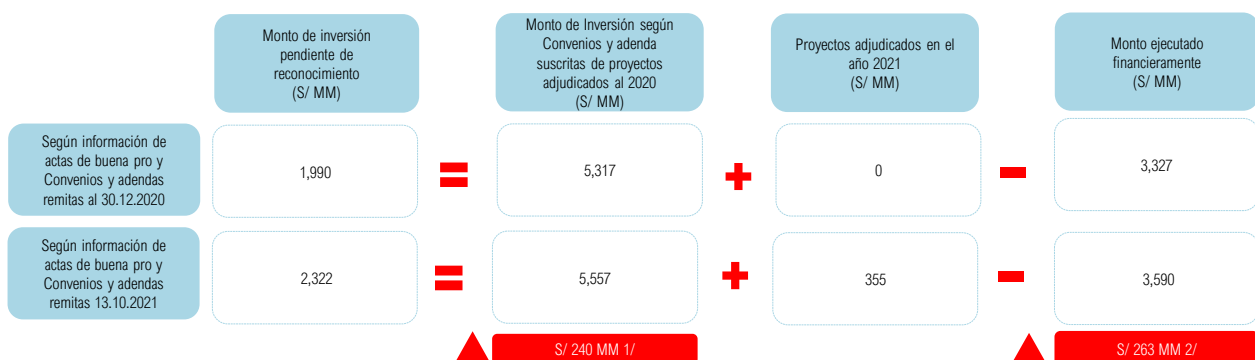 Monto de inversión
pendiente de
reconocimiento
(S/ MM)
Monto de Inversión según
Convenios y adenda
suscritas de proyectos
adjudicados al 2020
(S/ MM)
Proyectos adjudicados en el
año 2021
(S/ MM)
Monto ejecutado
financieramente
(S/ MM)
Según información de
actas de buena pro y
Convenios y adendas
remitas al 30.12.2020
1,990
=
5,317
+
0
-
3,327
Según información de
actas de buena pro y
Convenios y adendas
remitas 13.10.2021
2,322
=
5,557
+
355
-
3,590
S/ 240 MM 1/
S/ 263 MM 2/